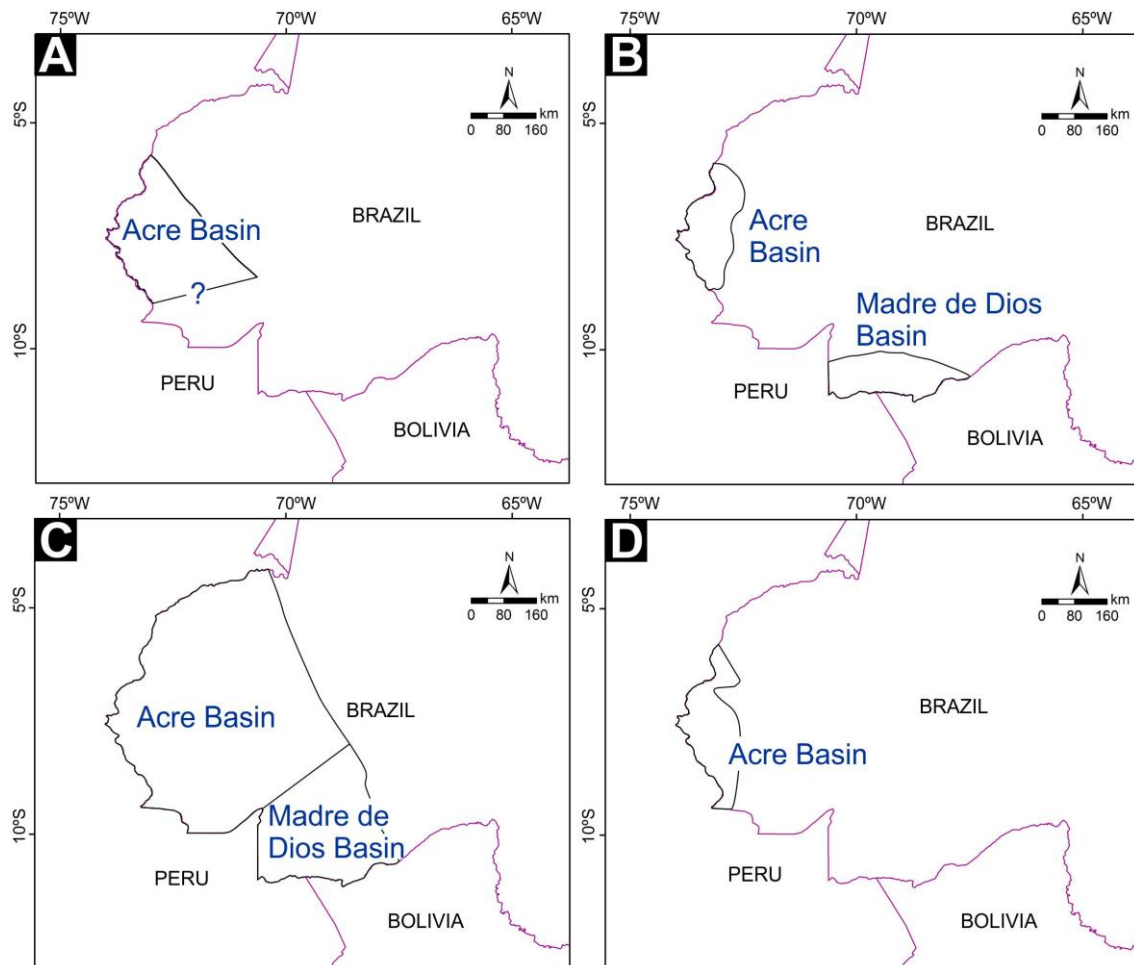 75ºW 70ºW 65ºW
A
N
km
0 80 160
5ºS
Acre Basin
BRAZIL
?
10ºS
PERU
BOLIVIA
75ºW 70ºW 65ºW
B
N
km
0 80 160
5ºS
Acre
Basin
BRAZIL
Madre de Dios
Basin
10ºS
PERU
BOLIVIA
75ºW 70ºW 65ºW
C
N
km
0 80 160
5ºS
Acre Basin
BRAZIL
Madre de
Dios Basin
10ºS
PERU
BOLIVIA
75ºW 70ºW 65ºW
D
N
km
0 80 160
5ºS
BRAZIL
Acre Basin
10ºS
PERU
BOLIVIA